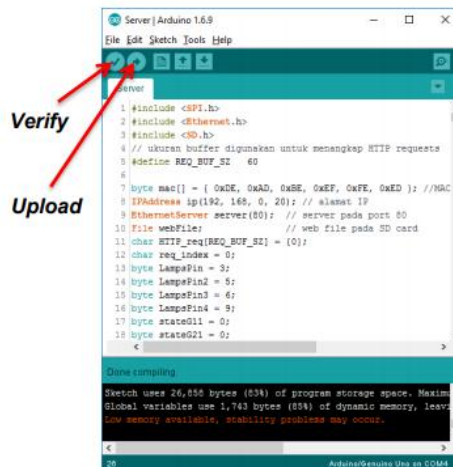 Server | Arduino 1.6.9
File Edit Sketch Tools Help
Verify
Upload
Server
1 #include <SPI.h>
2 #include <Ethernet.h>
3 #include <SD.h>
4 // ukuran buffer digunakan untuk menangkap HTTP requests
5 #define REQ_BUF_SZ 60
6
7 byte mac[] = { 0xDE, 0xAD, 0xBE, 0xEF, 0xFE, 0xED }; //MAC
8 IPAddress ip(192, 168, 0, 20); // alamat IP
9 EthernetServer server(80); // server pada port 80
10 File webFile; // web file pada SD card
11 char HTTP_req[REQ_BUF_SZ] = {0};
12 char req_index = 0;
13 byte LampsPin = 3;
14 byte LampsPin2 = 5;
15 byte LampsPin3 = 6;
16 byte LampsPin4 = 9;
17 byte stateG11 = 0;
18 byte stateG21 = 0;
Done compiling.
Sketch uses 26,858 bytes (83%) of program storage space. Maximu
Global variables use 1,743 bytes (85%) of dynamic memory, leavi
Low memory available, stability problems may occur.
26 Arduino/Genuino Uno on COM4